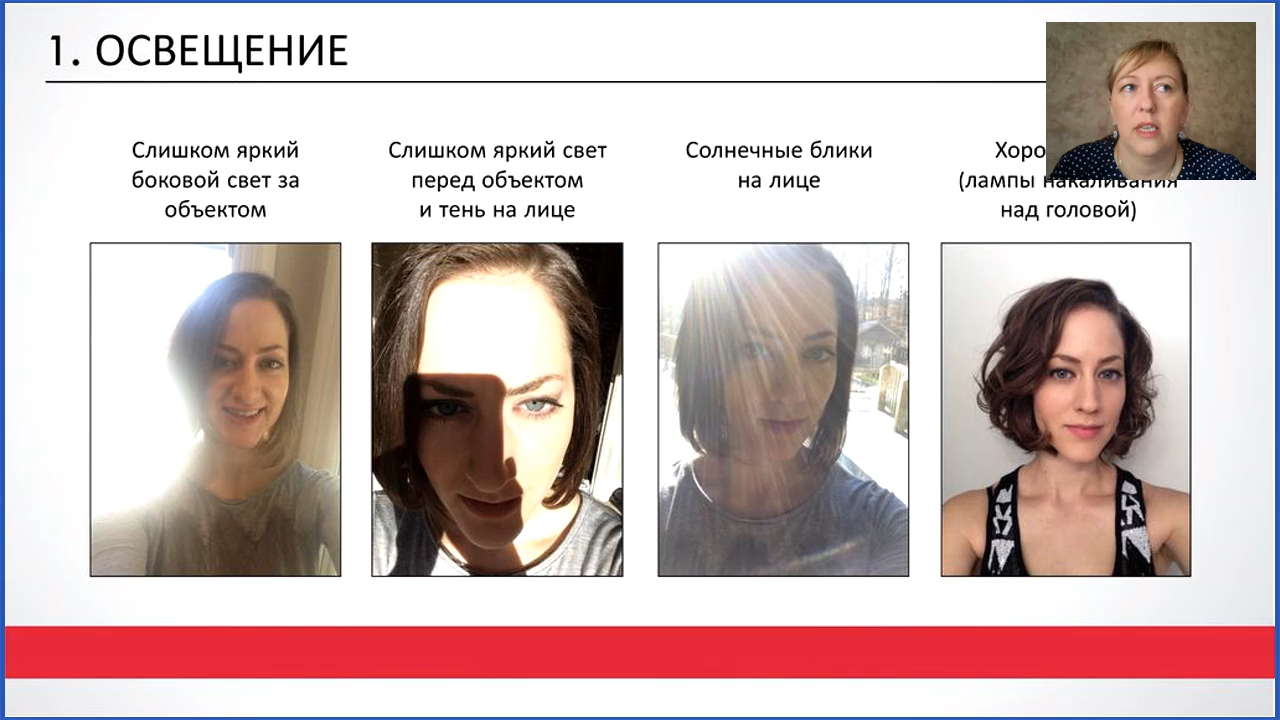 1. ОСВЕЩЕНИЕ
Слишком яркий
боковой свет за
объектом
Слишком яркий свет
перед объектом
и тень на лице
Солнечные блики
на лице
(лампы накаливания
над головой)